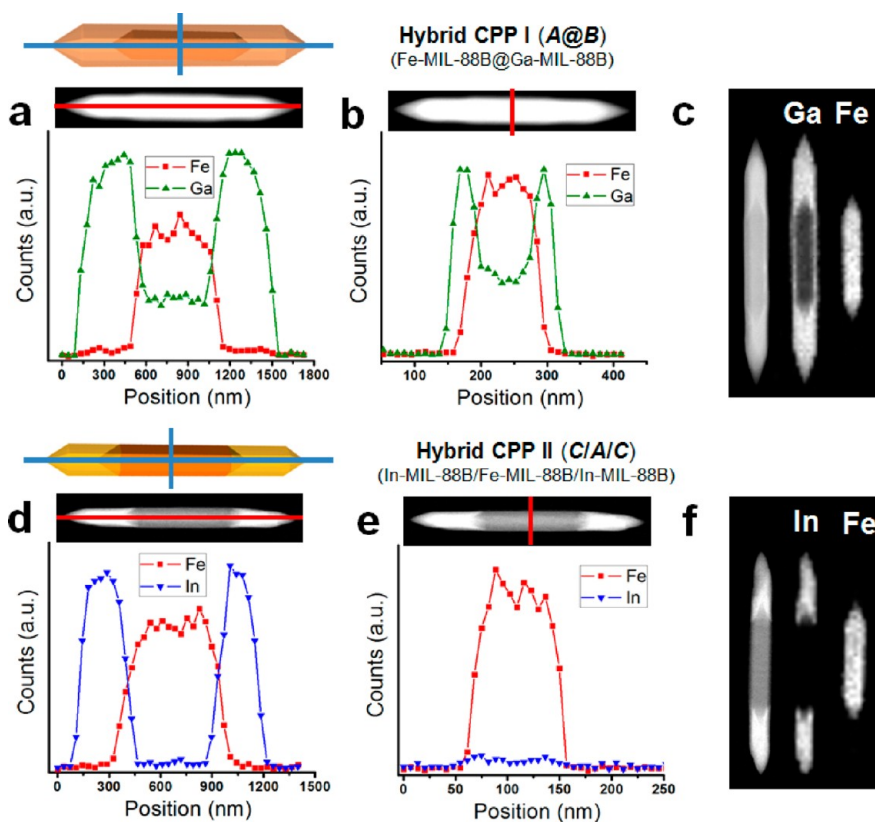 Hybrid CPP I (A@B)
(Fe-MIL-88B@Ga-MIL-88B)
a
b
c
Ga Fe
Fe
Ga
Counts (a.u.)
0 300 600 900 1200 1500 1800
Position (nm)
Fe
Ga
Counts (a.u.)
100 200 300 400
Position (nm)
Hybrid CPP II (C/A/C)
(In-MIL-88B/Fe-MIL-88B/In-MIL-88B)
d
e
f
In Fe
Fe
In
Counts (a.u.)
0 300 600 900 1200 1500
Position (nm)
Fe
In
Counts (a.u.)
0 50 100 150 200 250
Position (nm)